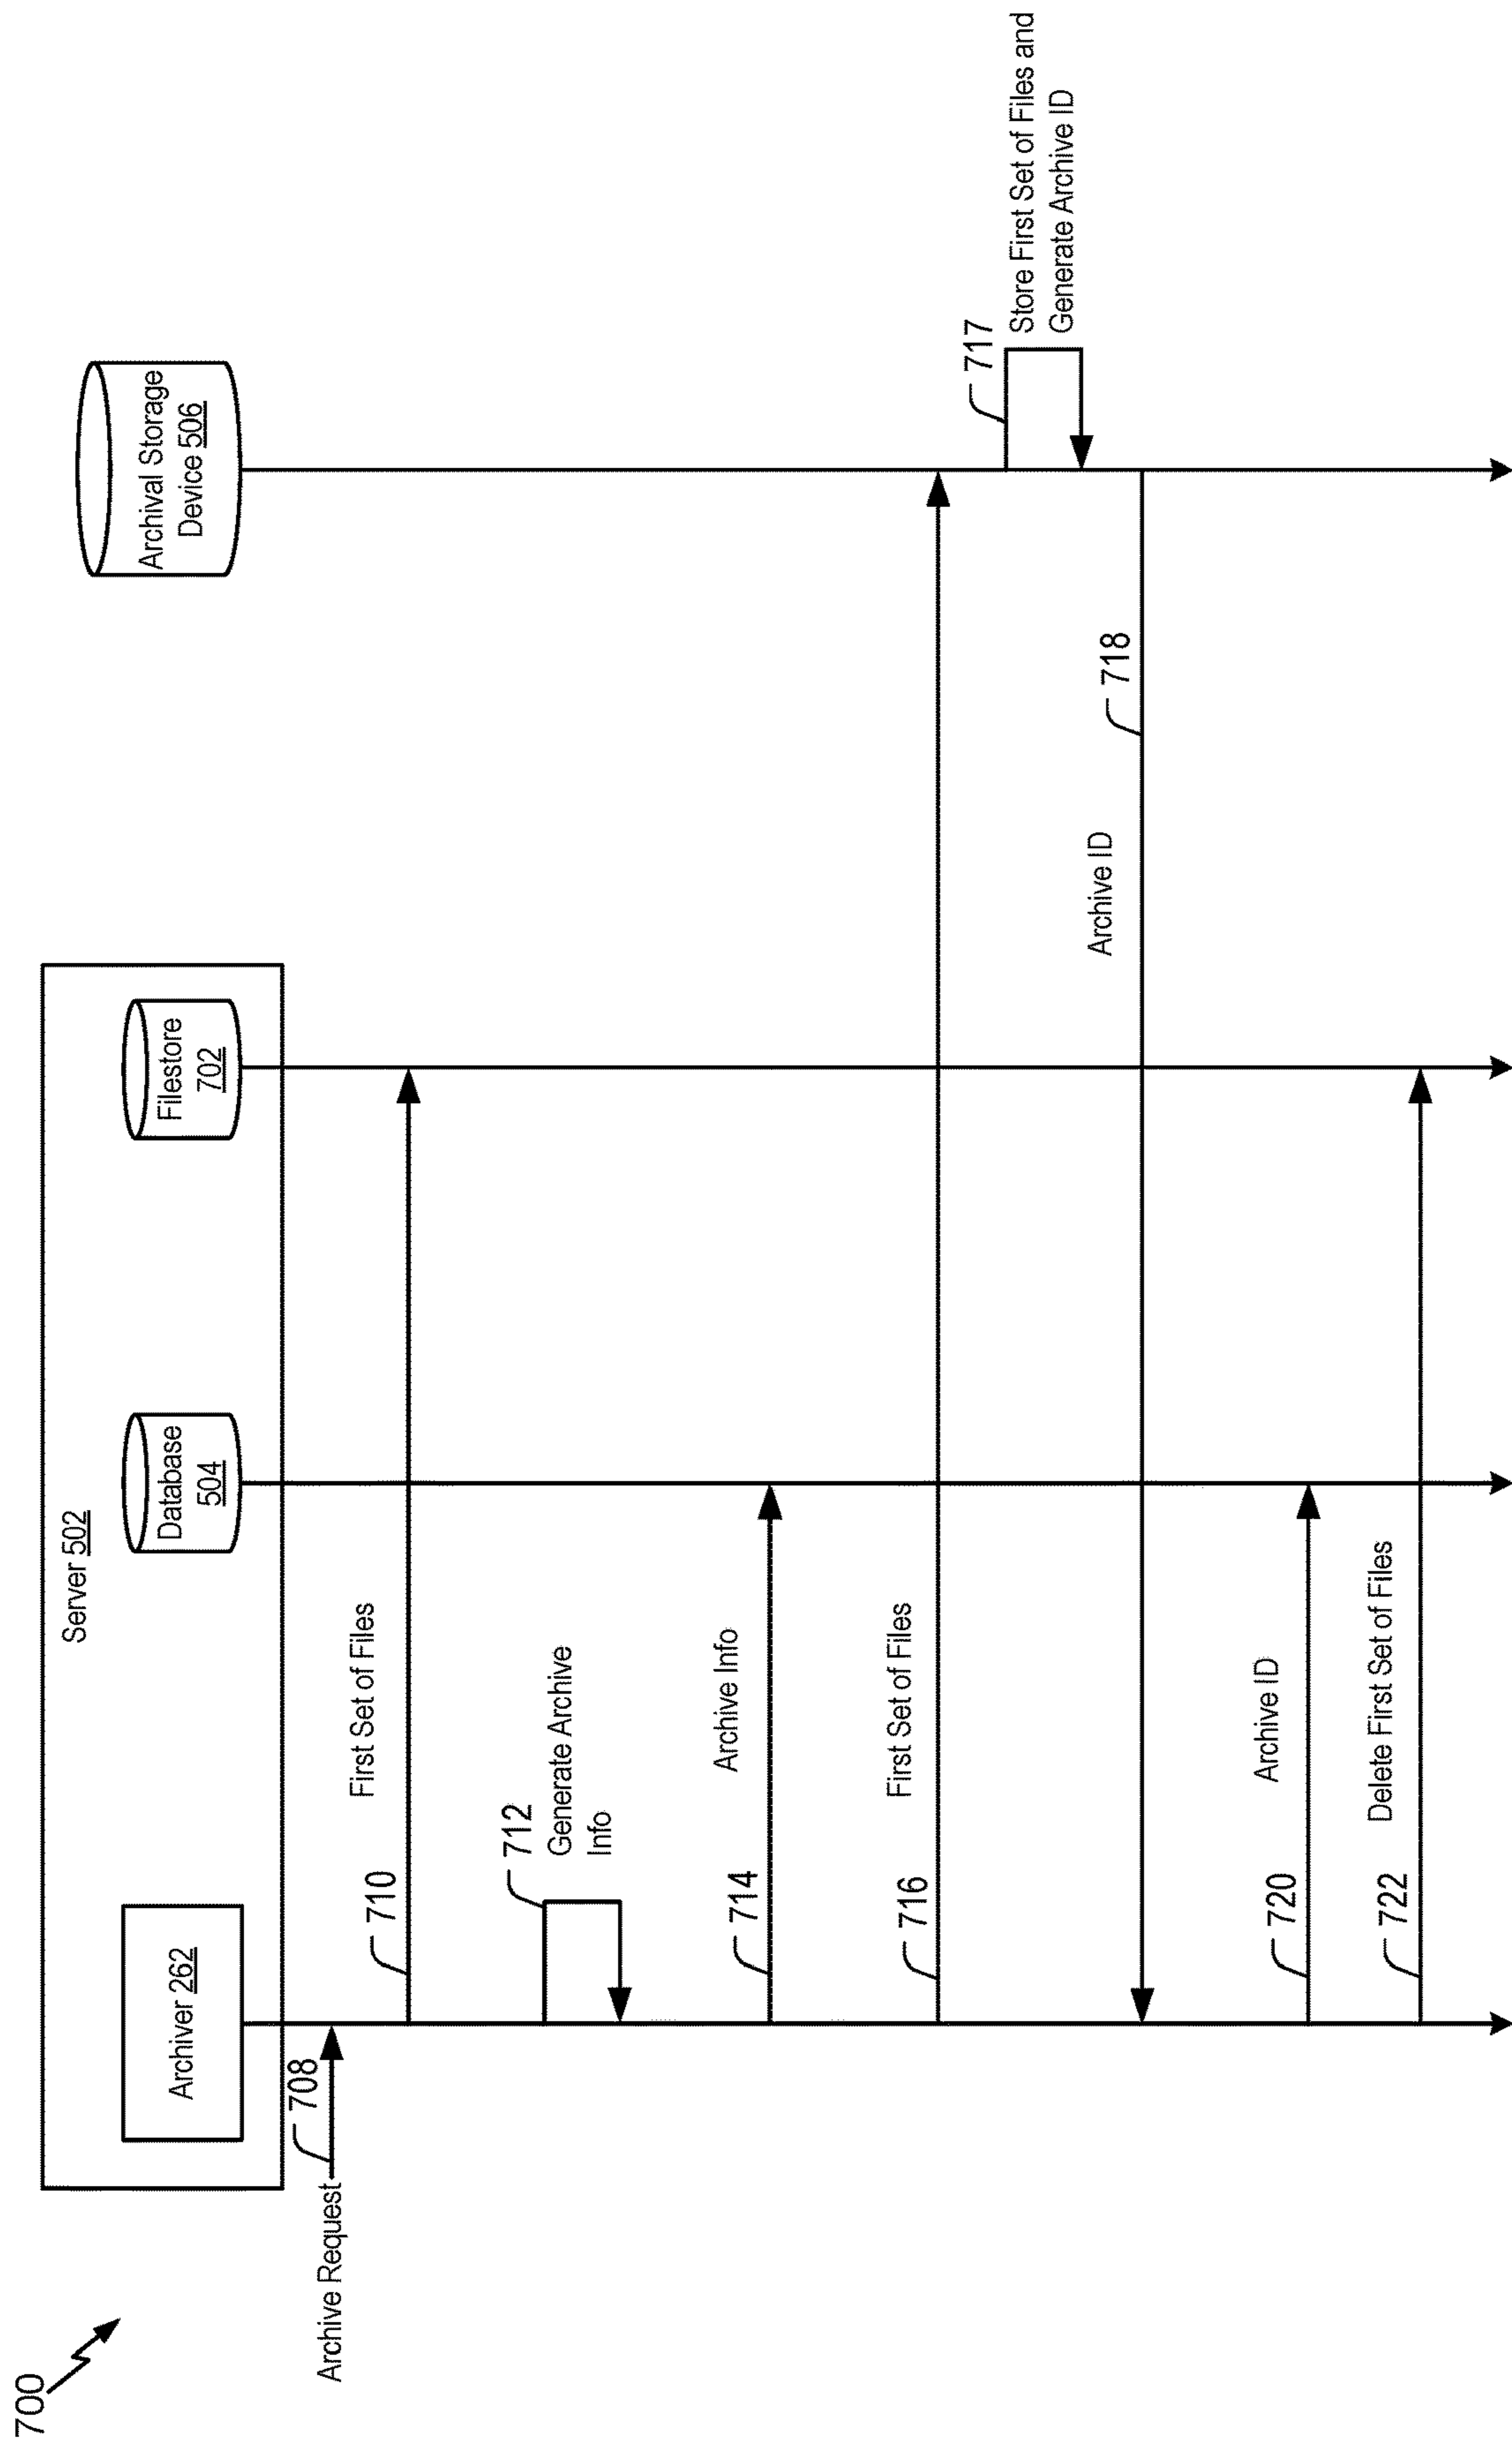 700
Server 502
Archiver 262
Database
504
Filestore
702
Archival Storage
Device 506
Archive Request
708
710
First Set of Files
712
Generate Archive
Info
714
Archive Info
716
First Set of Files
717
Store First Set of Files and
Generate Archive ID
Archive ID
718
720
Archive ID
722
Delete First Set of Files